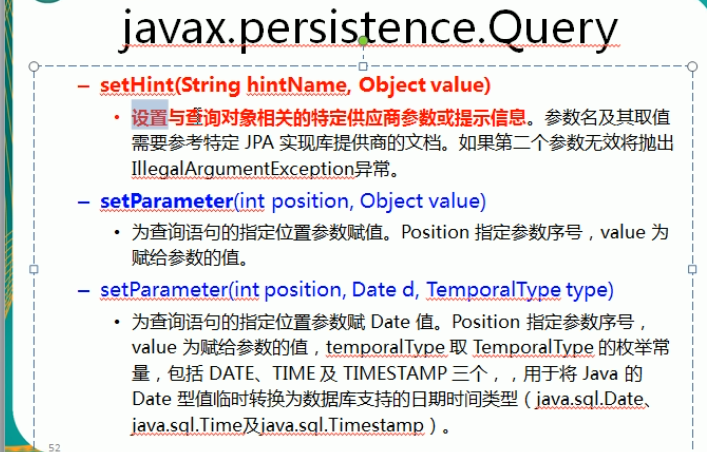 javax.persistence.Query
– setHint(String hintName, Object value)
• 设置与查询对象相关的特定供应商参数或提示信息。参数名及其取值
需要参考特定 JPA 实现库提供商的文档。如果第二个参数无效将抛出
IllegalArgumentException异常。
– setParameter(int position, Object value)
• 为查询语句的指定位置参数赋值。Position 指定参数序号，value 为
赋给参数的值。
– setParameter(int position, Date d, TemporalType type)
• 为查询语句的指定位置参数赋 Date 值。Position 指定参数序号，
value 为赋给参数的值，temporalType 取 TemporalType 的枚举常
量，包括 DATE、TIME 及 TIMESTAMP 三个，，用于将 Java 的
Date 型值临时转换为数据库支持的日期时间类型（java.sql.Date、
java.sql.Time及java.sql.Timestamp）。
52